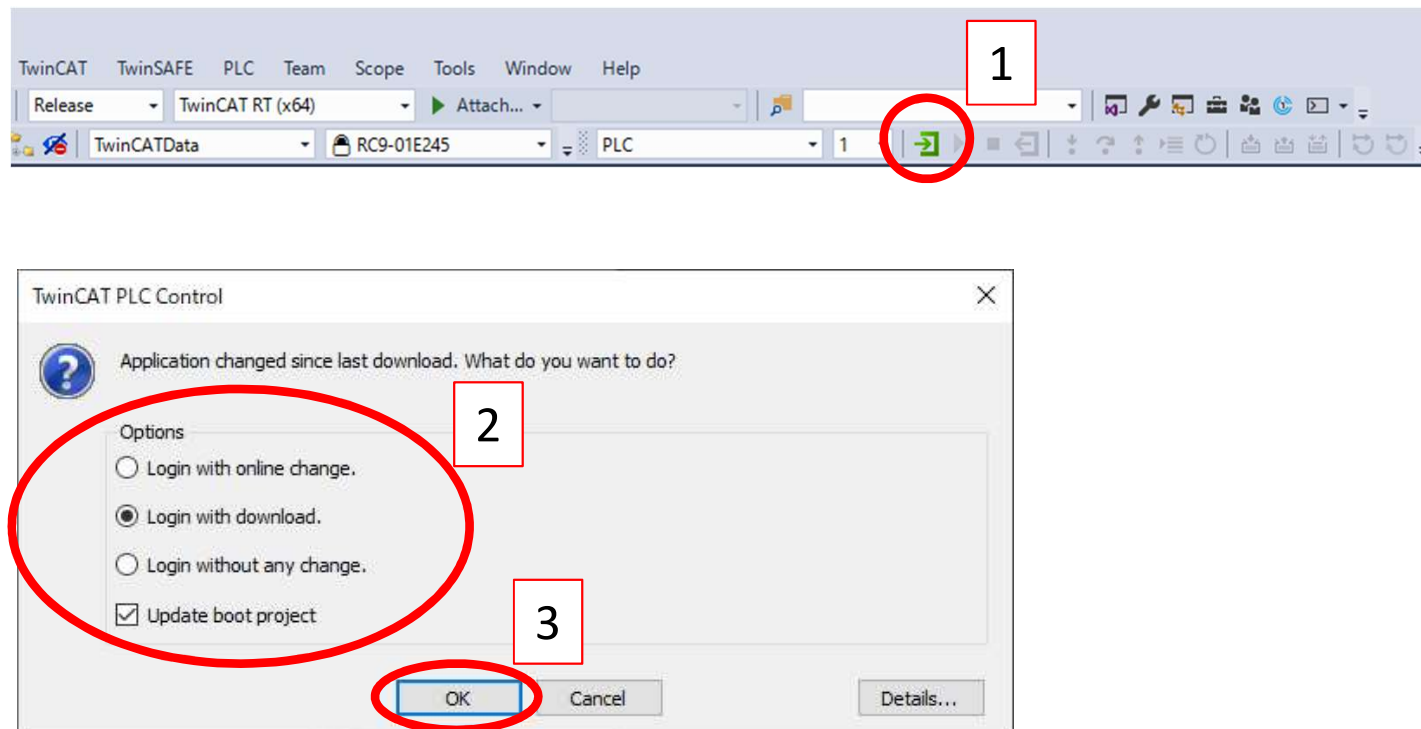 1
TwinCAT TwinSAFE PLC Team Scope Tools Window Help
Release TwinCAT RT (x64) Attach...
TwinCATData RC9-01E245 PLC 1
TwinCAT PLC Control
Application changed since last download. What do you want to do?
2
Options
Login with online change.
Login with download.
Login without any change.
Update boot project
3
OK Cancel Details...